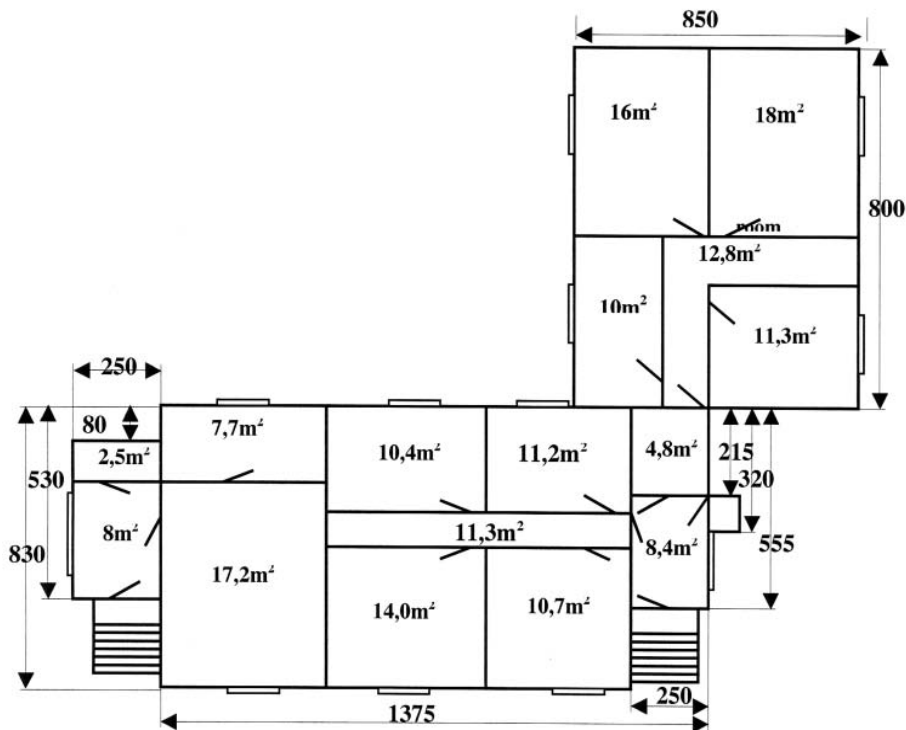 850
16m²
18m²
800
room
12,8m²
10m²
11,3m²
250
80
7,7m²
530
2,5m²
10,4m²
11,2m²
4,8m²
215
320
8m²
11,3m²
8,4m²
555
830
17,2m²
14,0m²
10,7m²
250
1375